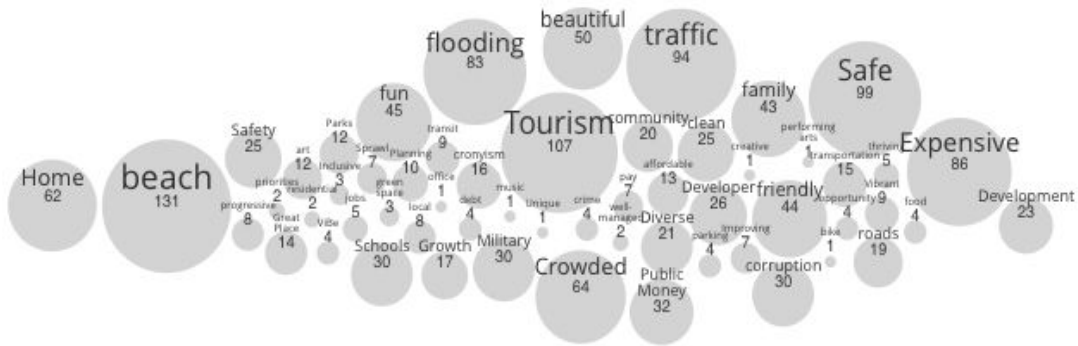 beautiful
50
flooding
83
traffic
94
Safe
99
fun
45
family
43
Tourism
107
Parks
12
transit
9
community
20
clean
25
performing
arts
1
Safety
25
Expensive
86
art
12
Sprawl
7
Planning
10
cronyism
16
creative
1
thrivin
5
Home
62
beach
131
Inclusive
3
office
1
affordable
13
transportation
15
priorities
2
residential
2
green
space
3
music
1
pay
7
Developer
26
friendly
44
Vibrant
9
Development
23
progressive
8
Great
Place
14
jobs
5
local
8
debt
4
Unique
1
crime
4
well-
managed
2
opportunity
4
food
4
ViBe
4
Diverse
21
parking
4
Improving
7
bike
1
roads
19
Schools
30
Growth
17
Military
30
Crowded
64
Public
Money
32
corruption
30